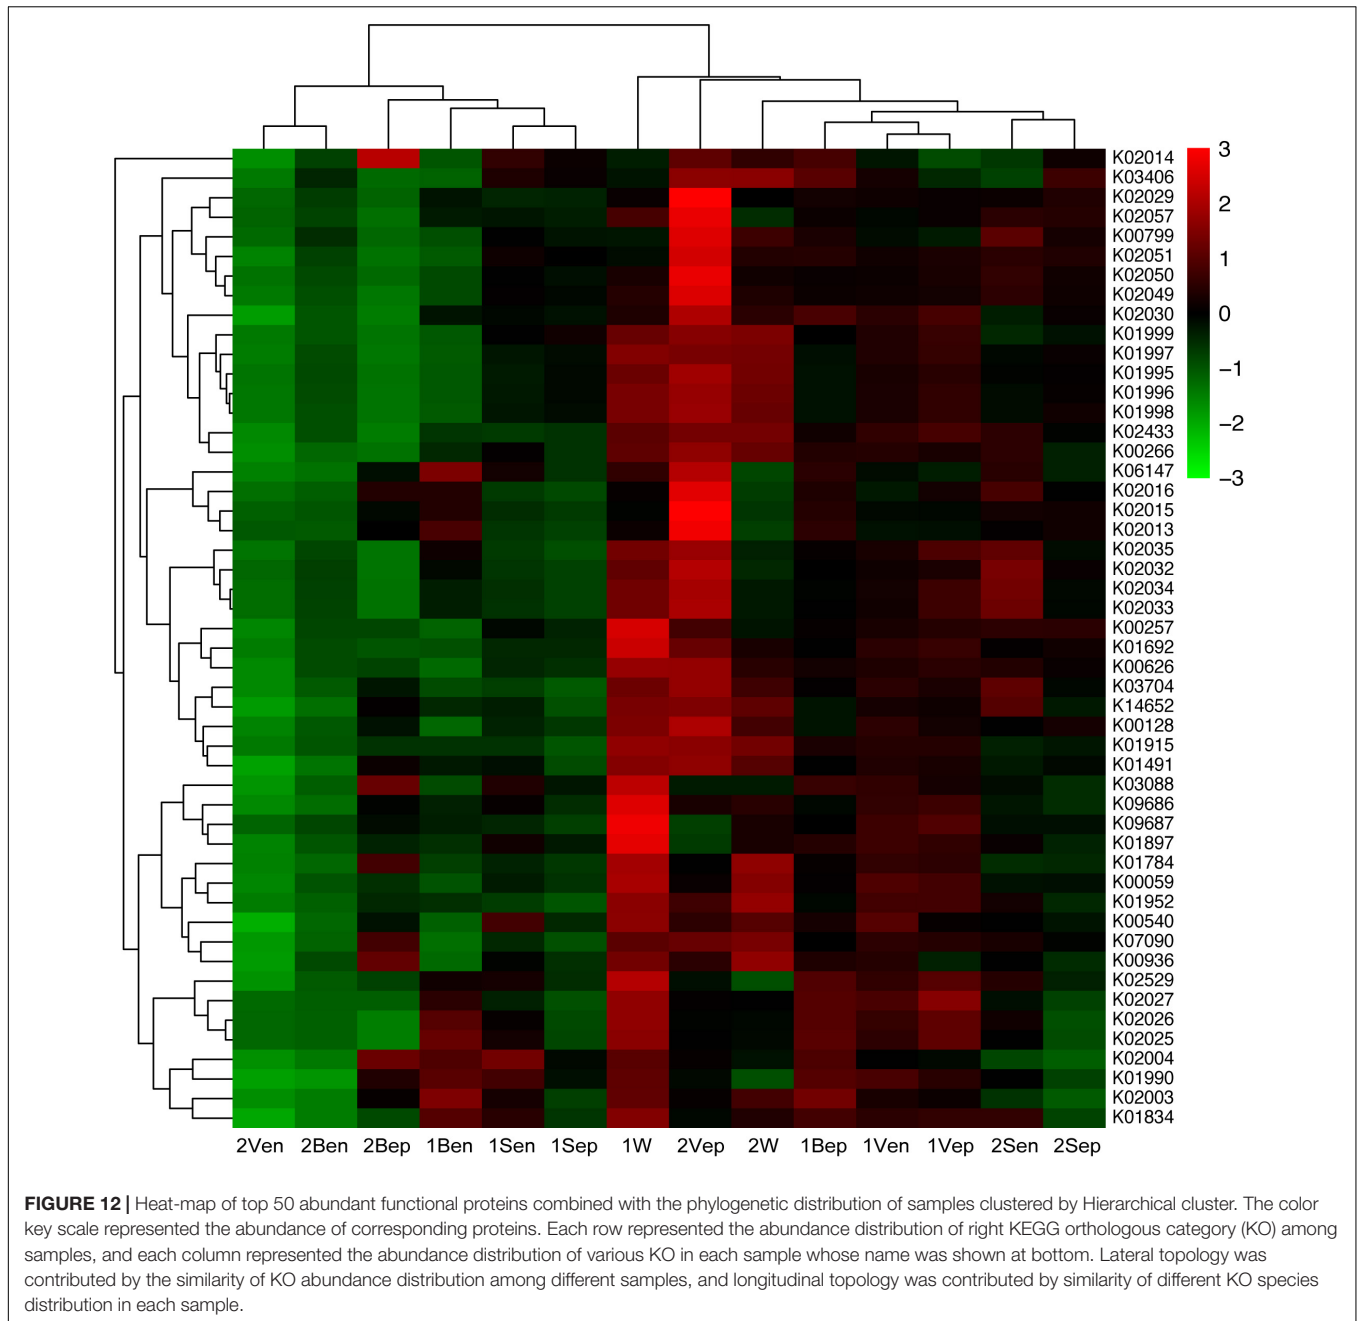 K02014
K03406
K02029
K02057
K00799
K02051
K02050
K02049
K02030
K01999
K01997
K01995
K01996
K01998
K02433
K00266
K06147
K02016
K02015
K02013
K02035
K02032
K02034
K02033
K00257
K01692
K00626
K03704
K14652
K00128
K01915
K01491
K03088
K09686
K09687
K01897
K01784
K00059
K01952
K00540
K07090
K00936
K02529
K02027
K02026
K02025
K02004
K01990
K02003
K01834
3
2
1
0
−1
−2
−3
2Ven 2Ben 2Bep 1Ben 1Sen 1Sep 1W 2Vep 2W 1Bep 1Ven 1Vep 2Sen 2Sep
FIGURE 12 | Heat-map of top 50 abundant functional proteins combined with the phylogenetic distribution of samples clustered by Hierarchical cluster. The color
key scale represented the abundance of corresponding proteins. Each row represented the abundance distribution of right KEGG orthologous category (KO) among
samples, and each column represented the abundance distribution of various KO in each sample whose name was shown at bottom. Lateral topology was
contributed by the similarity of KO abundance distribution among different samples, and longitudinal topology was contributed by similarity of different KO species
distribution in each sample.